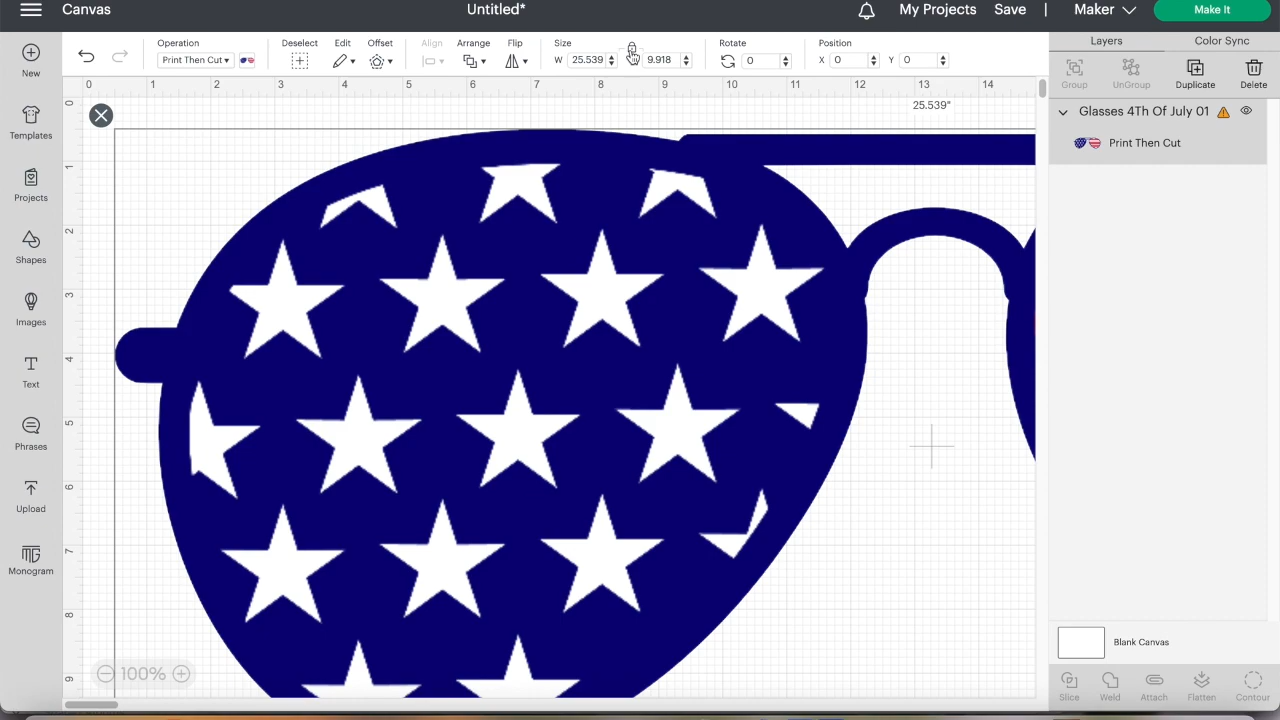 Canvas
Untitled*
My Projects
Save
Maker
Make It
Operation
Print Then Cut
Deselect
Edit
Offset
Align
Arrange
Flip
Size
W 25.539
9.918
Rotate
0
Position
X 0
Y 0
Layers
Color Sync
New
Templates
Projects
Shapes
Images
Text
Phrases
Upload
Monogram
0 1 2 3 4 5 6 7 8 9 10 11 12 13 14
0
1
2
3
4
5
6
7
8
9
25.539"
100%
Group
UnGroup
Duplicate
Delete
Glasses 4Th Of July 01
Print Then Cut
Blank Canvas
Slice
Weld
Attach
Flatten
Contour